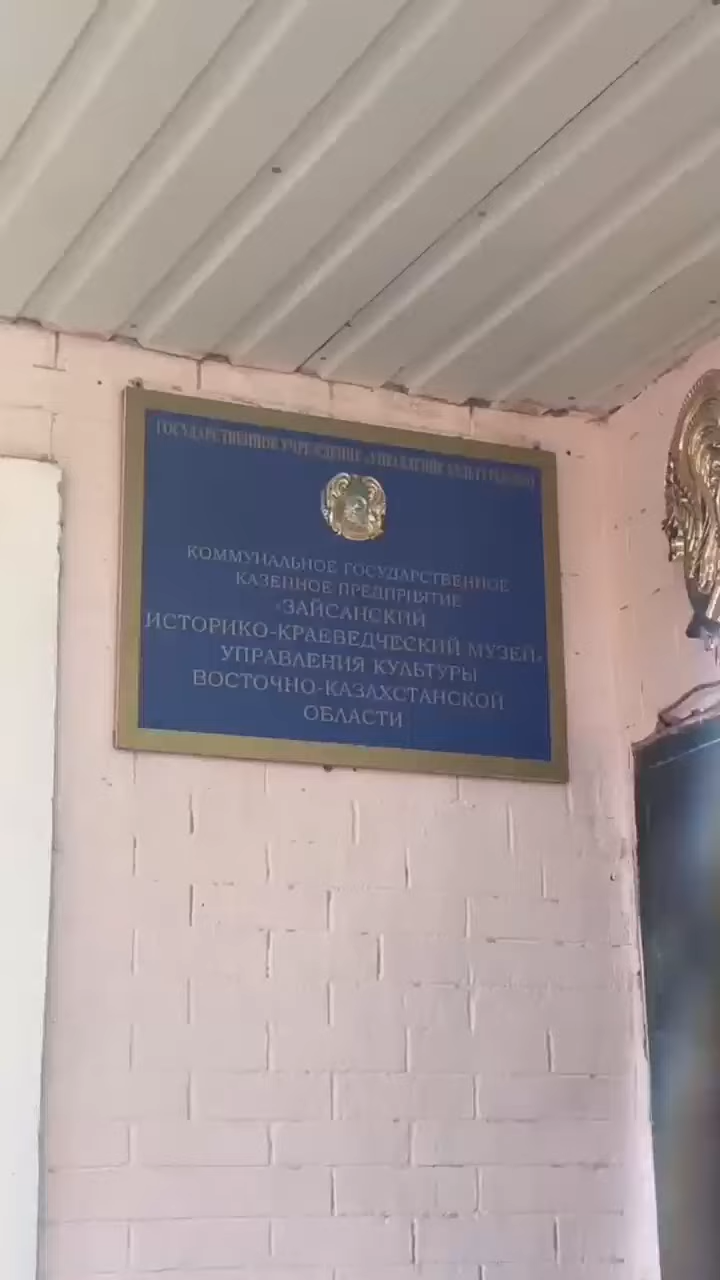 ГОСУДАРСТВЕННОЕ УЧРЕЖДЕНИЕ «УПРАВЛЕНИЕ КУЛЬТУРЫ
КОММУНАЛЬНОЕ ГОСУДАРСТВЕННОЕ
КАЗЕННОЕ ПРЕДПРИЯТИЕ
«ЗАЙСАНСКИЙ
ИСТОРИКО-КРАЕВЕДЧЕСКИЙ МУЗЕЙ»
УПРАВЛЕНИЯ КУЛЬТУРЫ
ВОСТОЧНО-КАЗАХСТАНСКОЙ
ОБЛАСТИ